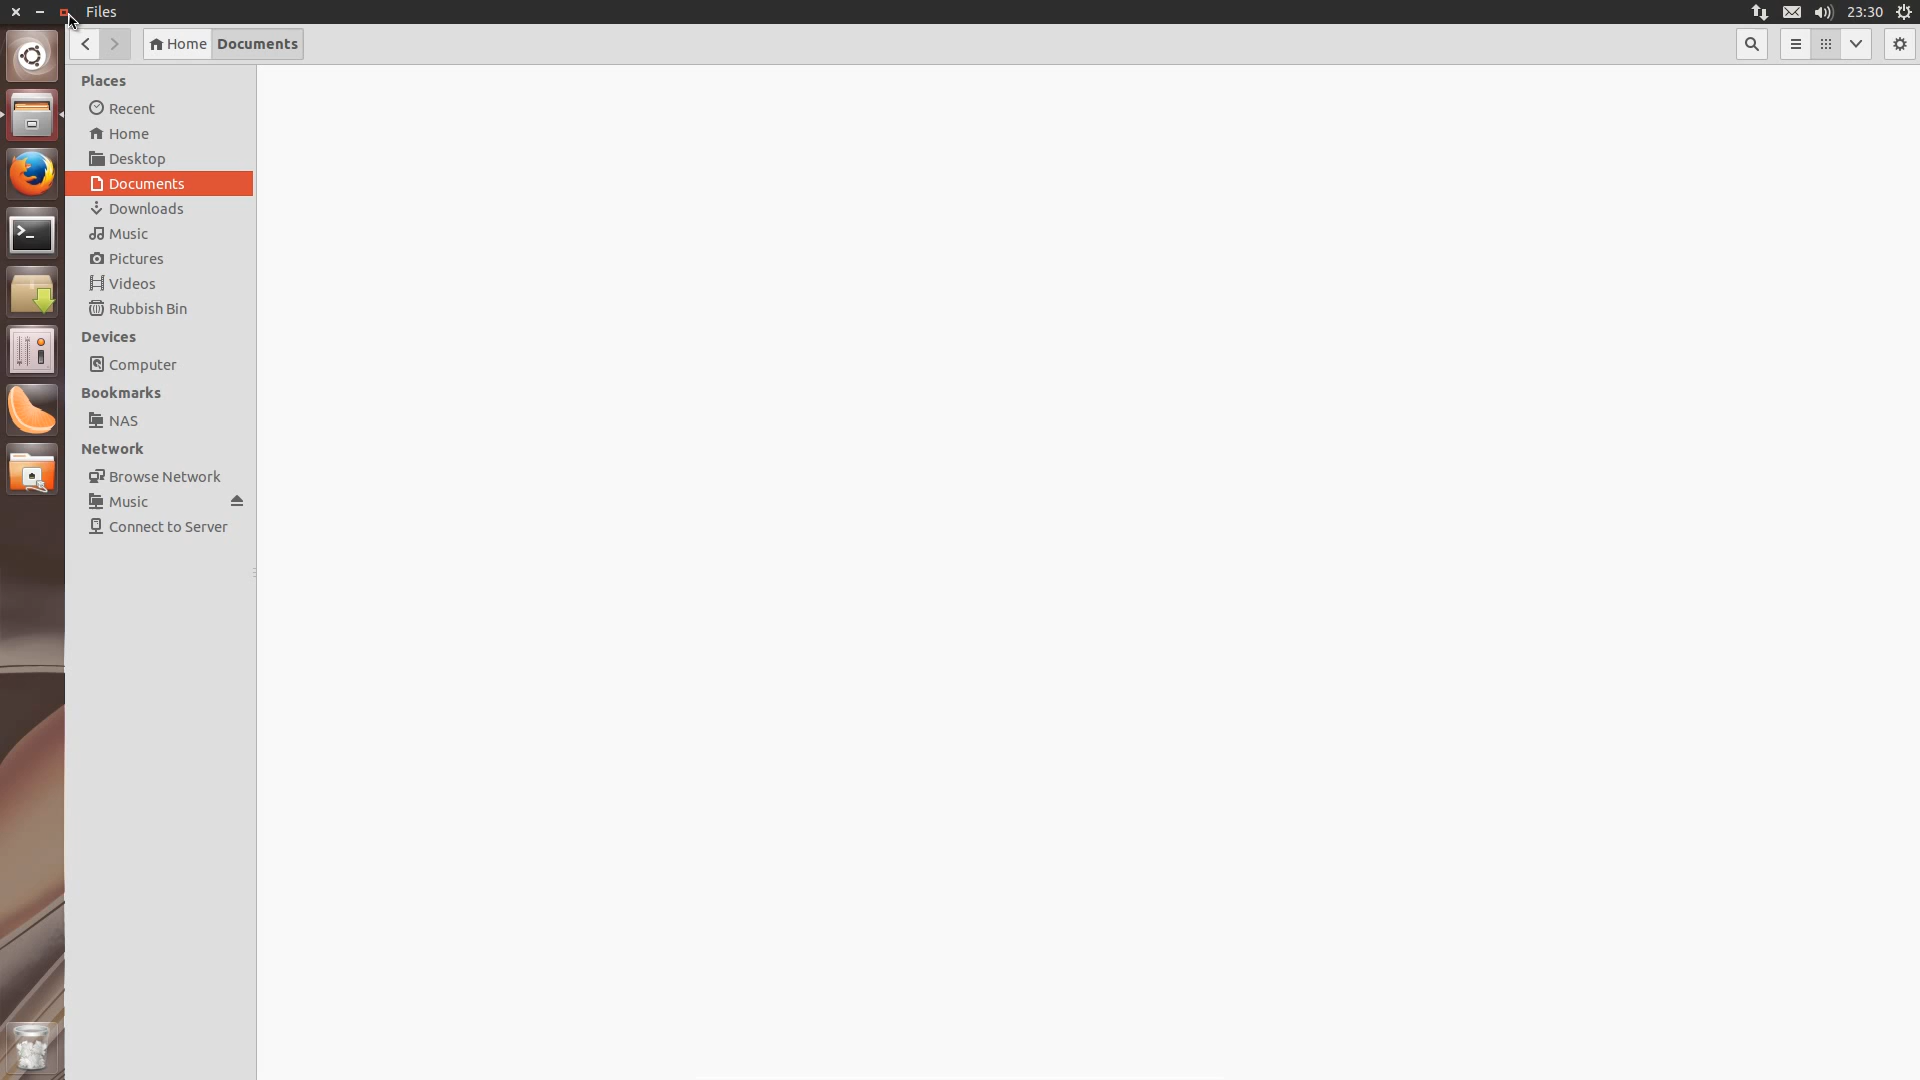 Files
23:30
Home
Documents
Places
Recent
Home
Desktop
Documents
Downloads
Music
Pictures
Videos
Rubbish Bin
Devices
Computer
Bookmarks
NAS
Network
Browse Network
Music
Connect to Server